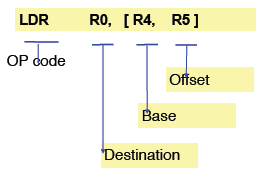 LDR R0, [ R4, R5 ]
OP code
Offset
Base
Destination